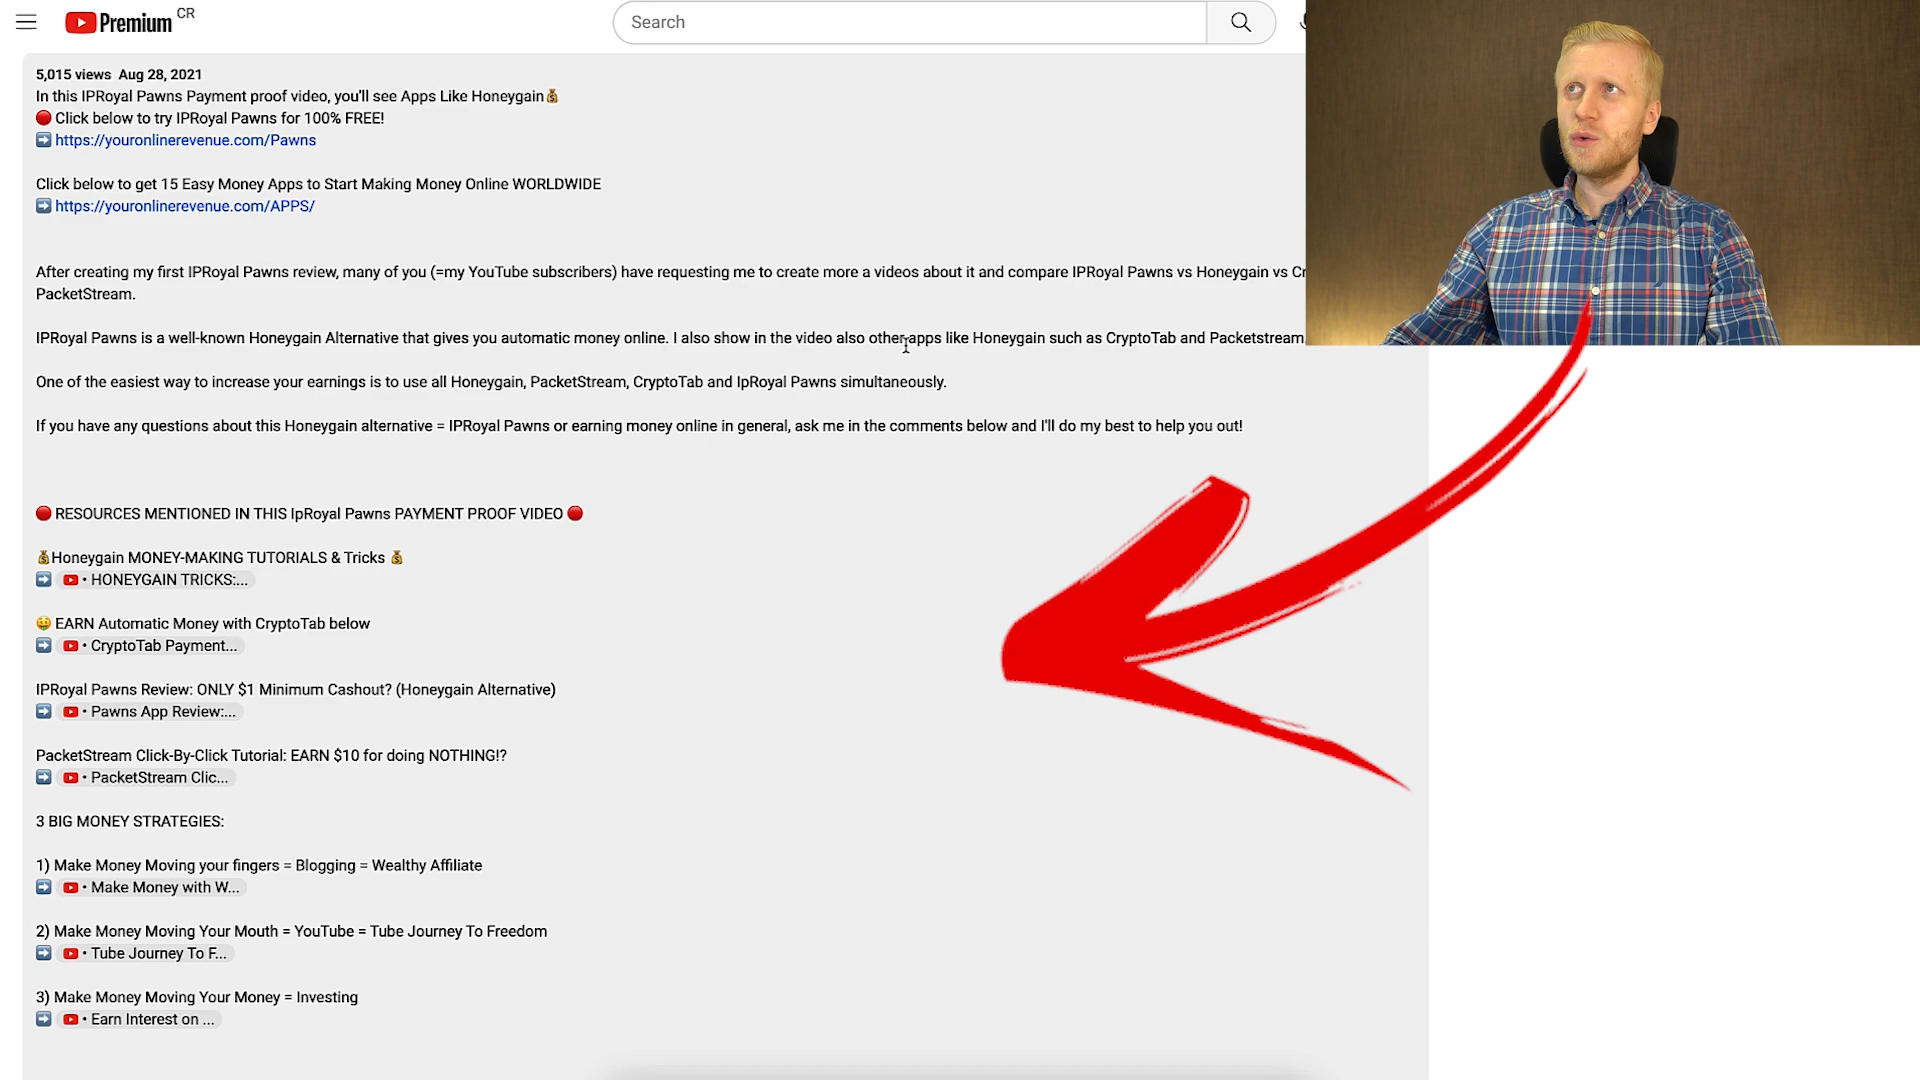 Premium CR
Search
5,015 views Aug 28, 2021
In this IPRoyal Pawns Payment proof video, you'll see Apps Like Honeygain💰
🔴 Click below to try IPRoyal Pawns for 100% FREE!
➡️ https://youronlinerevenue.com/Pawns
Click below to get 15 Easy Money Apps to Start Making Money Online WORLDWIDE
➡️ https://youronlinerevenue.com/APPS/
After creating my first IPRoyal Pawns review, many of you (=my YouTube subscribers) have requesting me to create more a videos about it and compare IPRoyal Pawns vs Honeygain vs
PacketStream.
IPRoyal Pawns is a well-known Honeygain Alternative that gives you automatic money online. I also show in the video also other apps like Honeygain such as CryptoTab and Packetstream
One of the easiest way to increase your earnings is to use all Honeygain, PacketStream, CryptoTab and IpRoyal Pawns simultaneously.
If you have any questions about this Honeygain alternative = IPRoyal Pawns or earning money online in general, ask me in the comments below and I'll do my best to help you out!
🔴 RESOURCES MENTIONED IN THIS IpRoyal Pawns PAYMENT PROOF VIDEO 🔴
💰Honeygain MONEY-MAKING TUTORIALS & Tricks 💰
➡️ • HONEYGAIN TRICKS:...
🤑 EARN Automatic Money with CryptoTab below
➡️ • CryptoTab Payment...
IPRoyal Pawns Review: ONLY $1 Minimum Cashout? (Honeygain Alternative)
➡️ • Pawns App Review:...
PacketStream Click-By-Click Tutorial: EARN $10 for doing NOTHING!?
➡️ • PacketStream Clic...
3 BIG MONEY STRATEGIES:
1) Make Money Moving your fingers = Blogging = Wealthy Affiliate
➡️ • Make Money with W...
2) Make Money Moving Your Mouth = YouTube = Tube Journey To Freedom
➡️ • Tube Journey To F...
3) Make Money Moving Your Money = Investing
➡️ • Earn Interest on ...